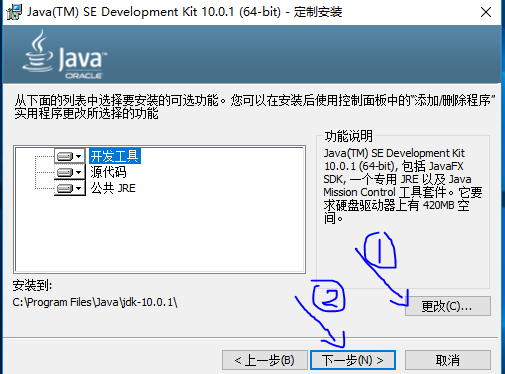 Java(TM) SE Development Kit 10.0.1 (64-bit) - 定制安装
Java
ORACLE
从下面的列表中选择要安装的可选功能。您可以在安装后使用控制面板中的“添加/删除程序”
实用程序更改所选择的功能
开发工具
源代码
公共 JRE
功能说明
Java(TM) SE Development Kit
10.0.1 (64-bit), 包括 JavaFX
SDK, 一个专用 JRE 以及 Java
Mission Control 工具套件。它要
求硬盘驱动器上有 420MB 空
间。
1
安装到:
C:\Program Files\Java\jdk-10.0.1\
2
更改(C)...
< 上一步(B)
下一步(N) >
取消